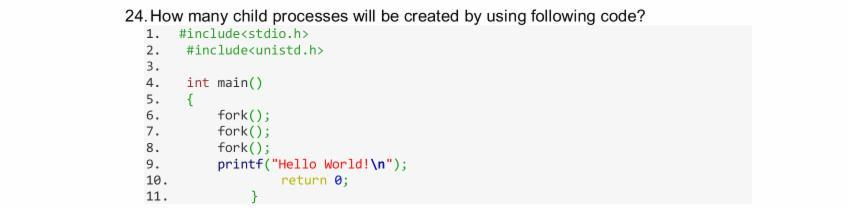 24. How many child processes will be created by using following code?
1. #include<stdio.h>
2. #include<unistd.h>
3.
4. int main()
5. {
6. fork();
7. fork();
8. fork();
9. printf("Hello World!\n");
10. return 0;
11. }